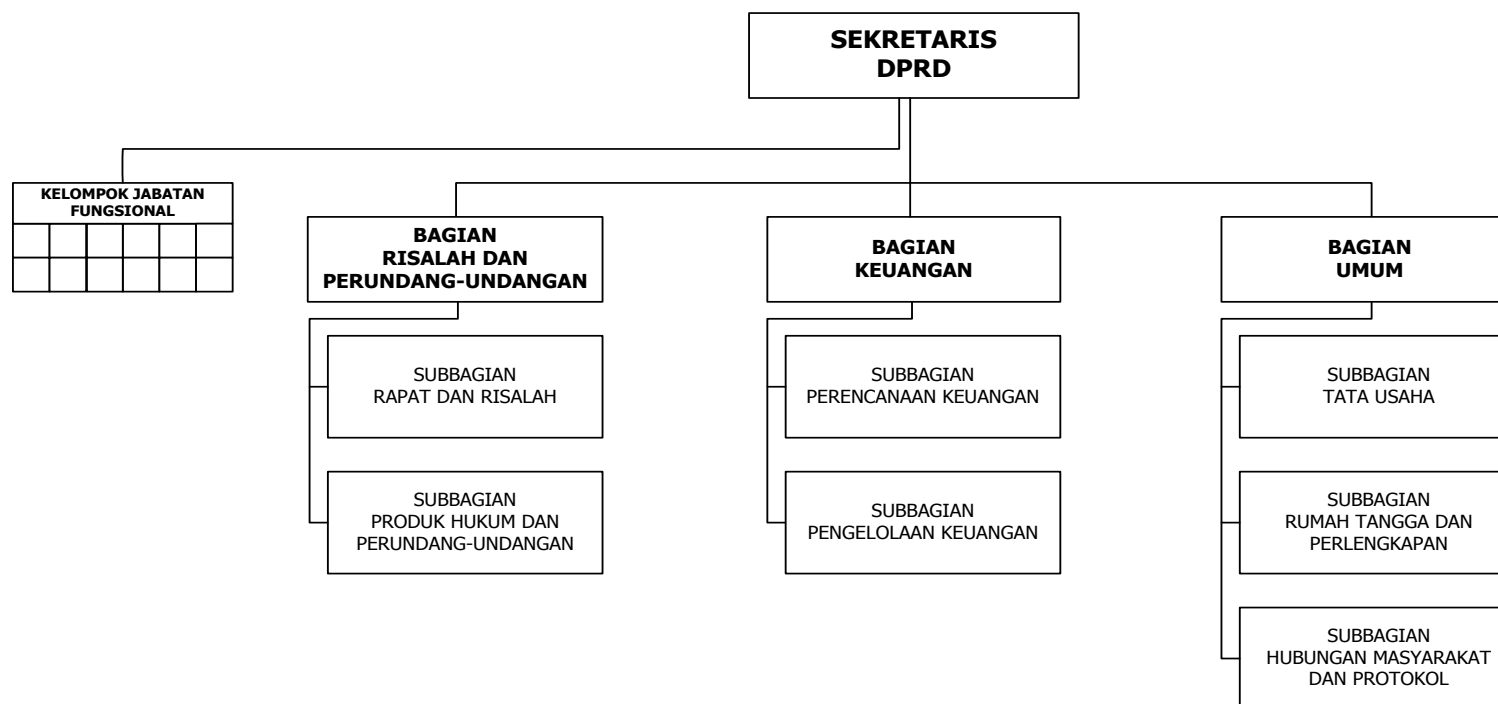 SEKRETARIS
DPRD
KELOMPOK JABATAN
FUNGSIONAL
BAGIAN
RISALAH DAN
PERUNDANG-UNDANGAN
BAGIAN
KEUANGAN
BAGIAN
UMUM
SUBBAGIAN
RAPAT DAN RISALAH
SUBBAGIAN
PERENCANAAN KEUANGAN
SUBBAGIAN
TATA USAHA
SUBBAGIAN
PRODUK HUKUM DAN
PERUNDANG-UNDANGAN
SUBBAGIAN
PENGELOLAAN KEUANGAN
SUBBAGIAN
RUMAH TANGGA DAN
PERLENGKAPAN
SUBBAGIAN
HUBUNGAN MASYARAKAT
DAN PROTOKOL